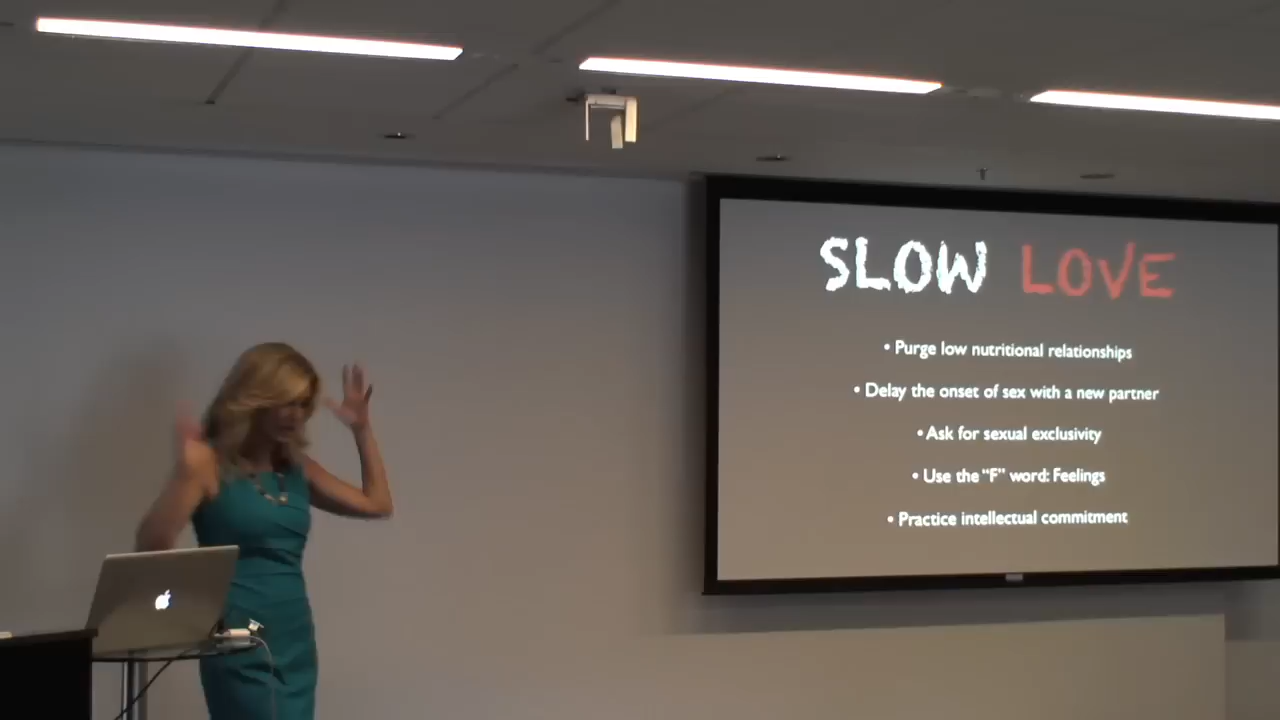 SLOW LOVE
• Purge low nutritional relationships
• Delay the onset of sex with a new partner
• Ask for sexual exclusivity
• Use the “F” word: Feelings
• Practice intellectual commitment